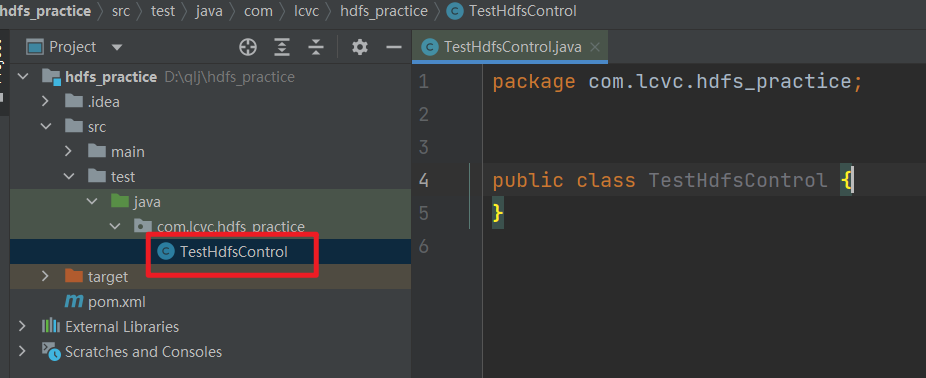 hdfs_practice src test java com lcvc hdfs_practice TestHdfsControl
Project
hdfs_practice D:\qlj\hdfs_practice
.idea
src
main
test
java
com.lcvc.hdfs_practice
TestHdfsControl
target
pom.xml
External Libraries
Scratches and Consoles
TestHdfsControl.java
1 package com.lcvc.hdfs_practice;
2
3
4 public class TestHdfsControl {
5 }
6